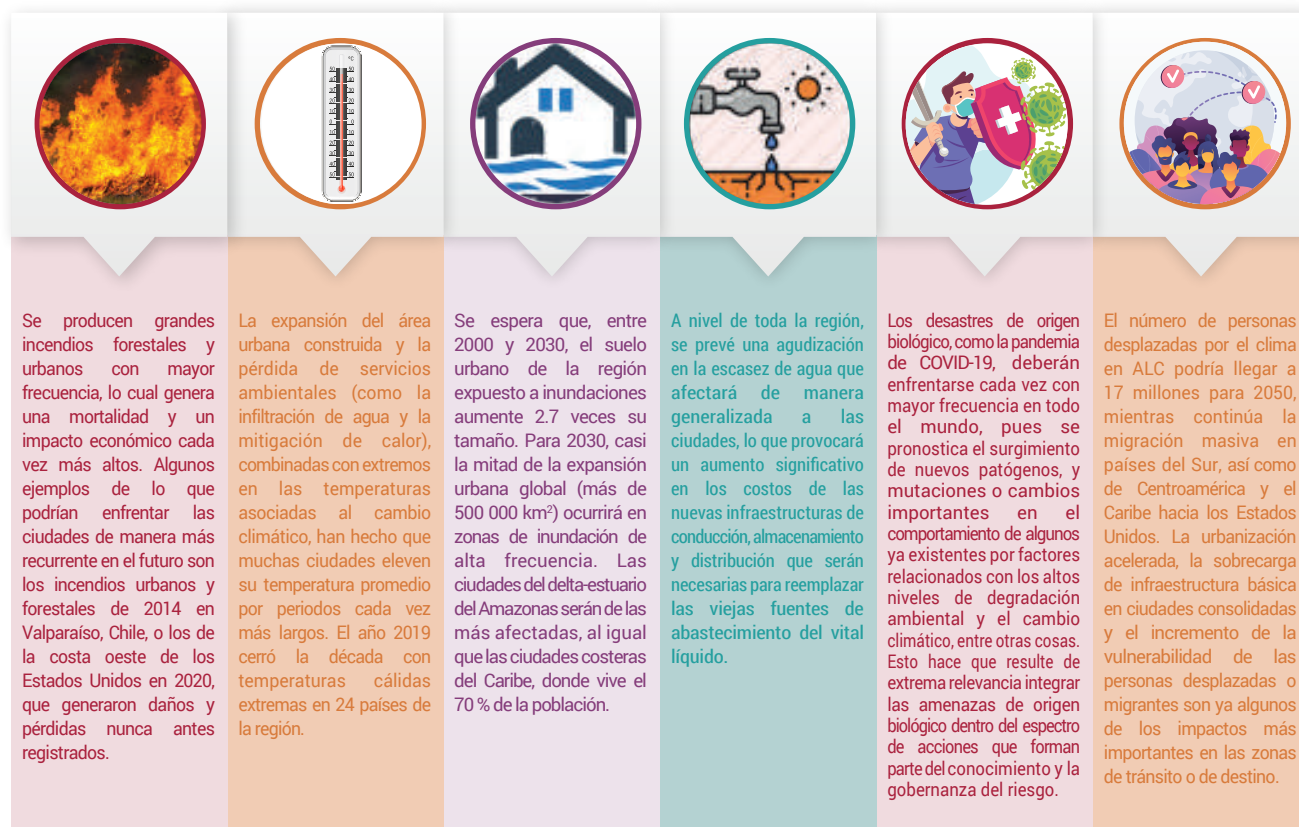 Se producen grandes
incendios forestales y
urbanos con mayor
frecuencia, lo cual genera
una mortalidad y un
impacto económico cada
vez más altos. Algunos
ejemplos de lo que
podrían enfrentar las
ciudades de manera más
recurrente en el futuro son
los incendios urbanos y
forestales de 2014 en
Valparaíso, Chile, o los de
la costa oeste de los
Estados Unidos en 2020,
que generaron daños y
pérdidas nunca antes
registrados.
La expansión del área
urbana construida y la
pérdida de servicios
ambientales (como la
infiltración de agua y la
mitigación de calor),
combinadas con extremos
en las temperaturas
asociadas al cambio
climático, han hecho que
muchas ciudades eleven
su temperatura promedio
por periodos cada vez
más largos. El año 2019
cerró la década con
temperaturas cálidas
extremas en 24 países de
la región.
Se espera que, entre
2000 y 2030, el suelo
urbano de la región
expuesto a inundaciones
aumente 2.7 veces su
tamaño. Para 2030, casi
la mitad de la expansión
urbana global (más de
500 000 km²) ocurrirá en
zonas de inundación de
alta frecuencia. Las
ciudades del delta-estuario
del Amazonas serán de las
más afectadas, al igual
que las ciudades costeras
del Caribe, donde vive el
70 % de la población.
A nivel de toda la región,
se prevé una agudización
en la escasez de agua que
afectará de manera
generalizada a las
ciudades, lo que provocará
un aumento significativo
en los costos de las
nuevas infraestructuras de
conducción, almacenamiento
y distribución que serán
necesarias para reemplazar
las viejas fuentes de
abastecimiento del vital
líquido.
Los desastres de origen
biológico, como la pandemia
de COVID-19, deberán
enfrentarse cada vez con
mayor frecuencia en todo
el mundo, pues se
pronostica el surgimiento
de nuevos patógenos, y
mutaciones o cambios
importantes en el
comportamiento de algunos
ya existentes por factores
relacionados con los altos
niveles de degradación
ambiental y el cambio
climático, entre otras cosas.
Esto hace que resulte de
extrema relevancia integrar
las amenazas de origen
biológico dentro del espectro
de acciones que forman
parte del conocimiento y la
gobernanza del riesgo.
El número de personas
desplazadas por el clima
en ALC podría llegar a
17 millones para 2050,
mientras continúa la
migración masiva en
países del Sur, así como
de Centroamérica y el
Caribe hacia los Estados
Unidos. La urbanización
acelerada, la sobrecarga
de infraestructura básica
en ciudades consolidadas
y el incremento de la
vulnerabilidad de las
personas desplazadas o
migrantes son ya algunos
de los impactos más
importantes en las zonas
de tránsito o de destino.